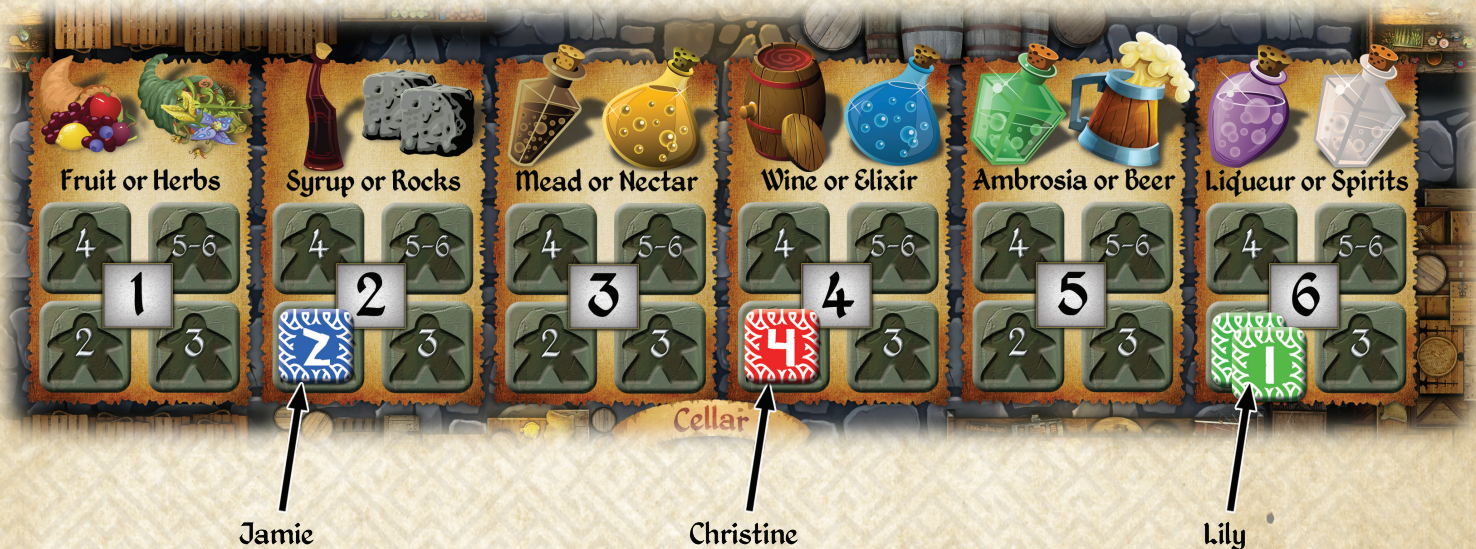 Fruit or Herbs
Syrup or Rocks
Mead or Nectar
Wine or Elixir
Ambrosia or Beer
Liqueur or Spirits
4 5-6 4 5-6 4 5-6 4 5-6 4 5-6 4 5-6
1 2 3 4 5 6
2 3 2 3 2 3 4 3 2 3 1 3
Cellar
Jamie
Christine
Lily